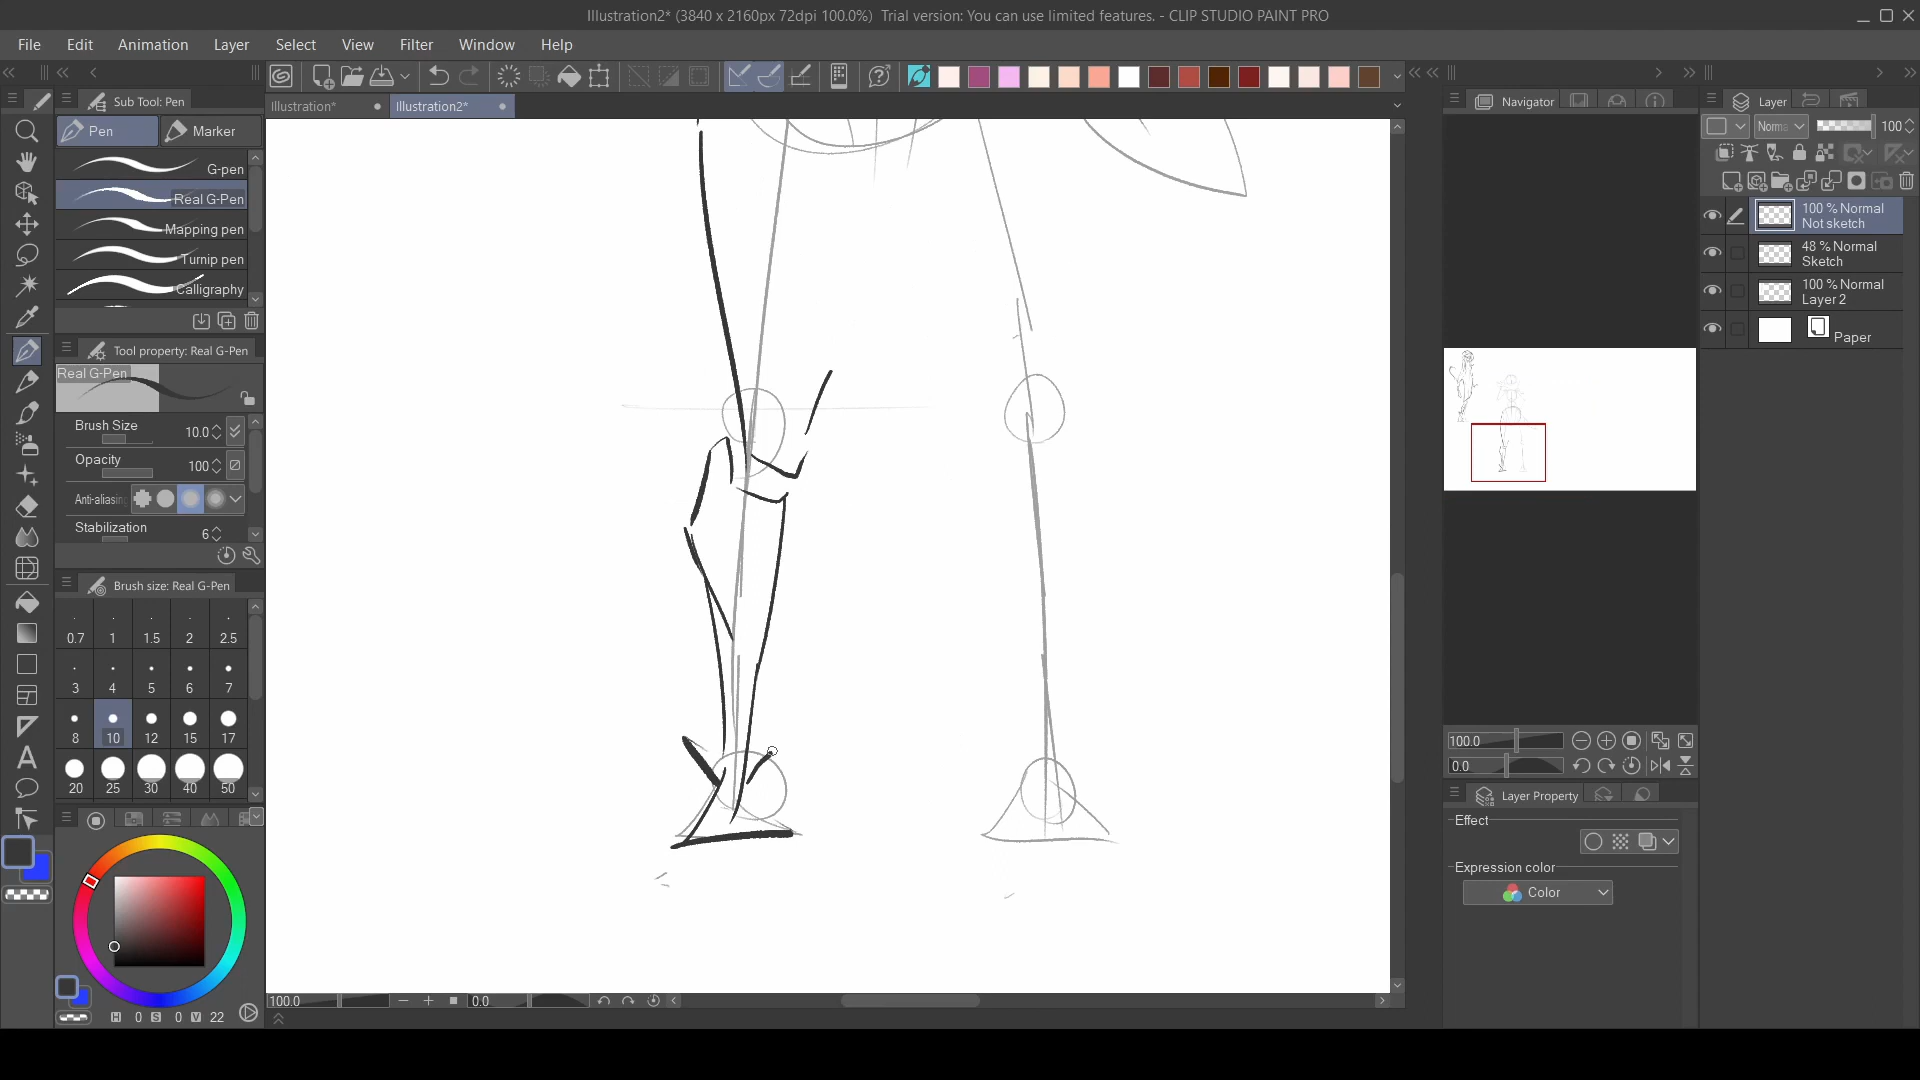 Illustration2* (3840 x 2160px 72dpi 100.0%)  Trial version: You can use limited features. - CLIP STUDIO PAINT PRO
File Edit Animation Layer Select View Filter Window Help
Sub Tool: Pen
Illustration* Illustration2*
Pen Marker
G-pen
Real G-Pen
Mapping pen
Turnip pen
Calligraphy
Tool property: Real G-Pen
Real G-Pen
Brush Size 10.0
Opacity 100
Anti-aliasing
Stabilization 6
Brush size: Real G-Pen
0.7 1 1.5 2 2.5
3 4 5 6 7
8 10 12 15 17
20 25 30 40 50
H 0 S 0 V 22
100.0 0.0
Navigator
100.0
0.0
Layer Property
Effect
Expression color
Color
Layer
Norma 100
100 % Normal
Not sketch
48 % Normal
Sketch
100 % Normal
Layer 2
Paper